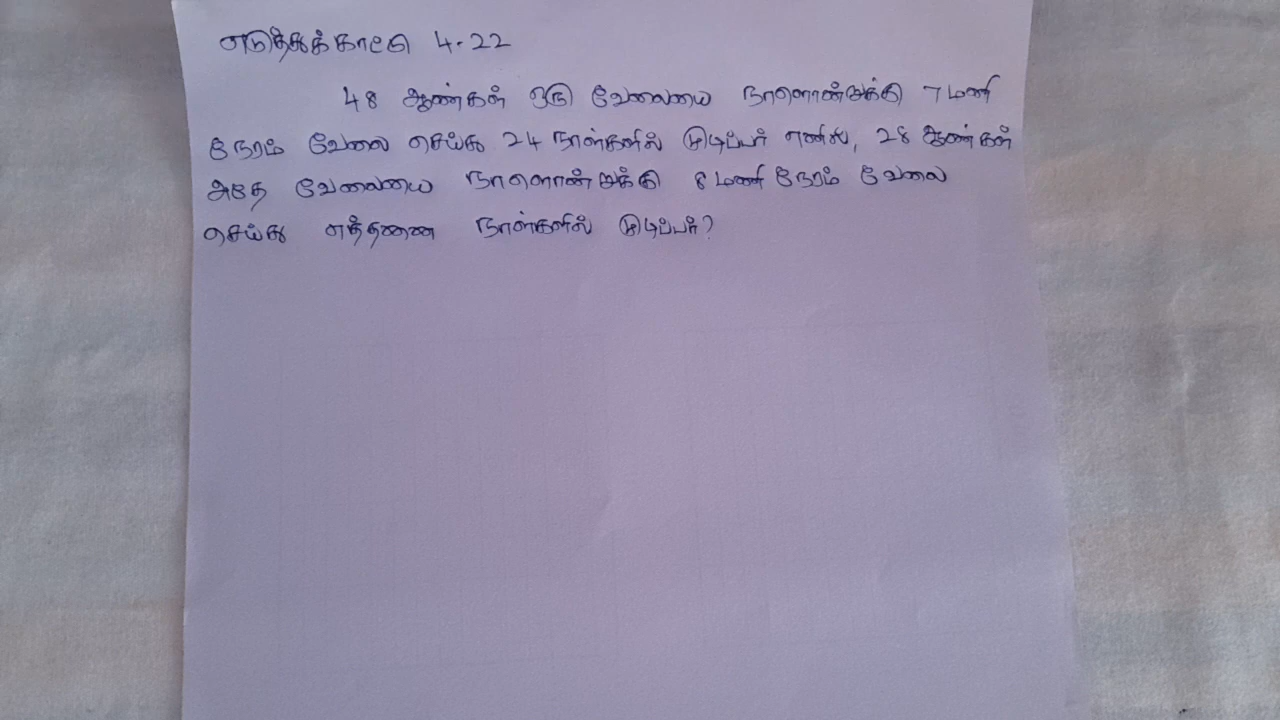 எடுத்துக்காட்டு 4.22
48 ஆண்கள் ஒரு வேலையை நாளொன்றுக்கு 7 மணி
நேரம் வேலை செய்து 24 நாள்களில் முடிப்பர் எனில், 28 ஆண்கள்
அதே வேலையை நாளொன்றுக்கு 8 மணி நேரம் வேலை
செய்து எத்தனை நாள்களில் முடிப்பர்?